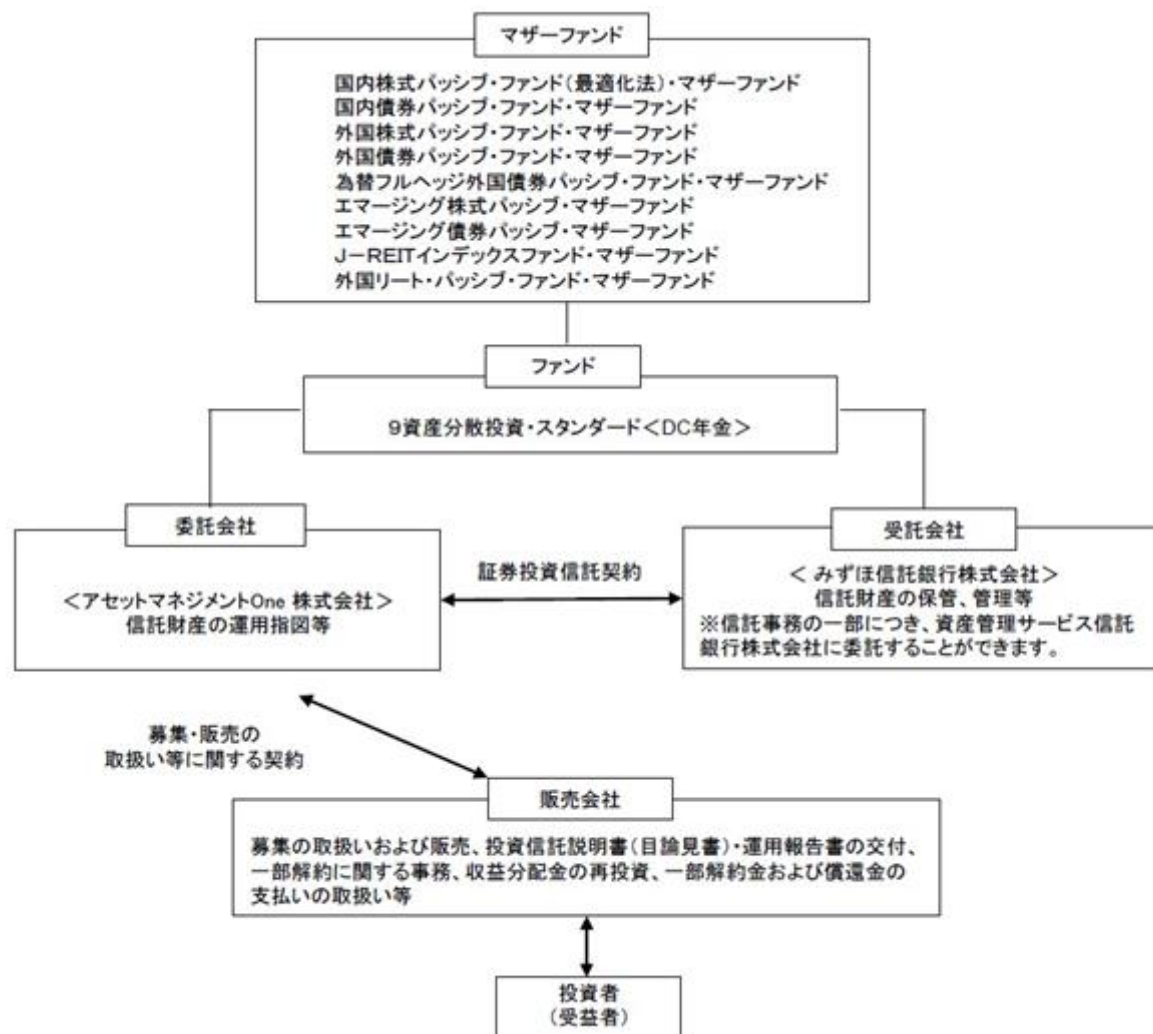 マザーファンド
国内株式パッシブ・ファンド(最適化法)・マザーファンド
国内債券パッシブ・ファンド・マザーファンド
外国株式パッシブ・ファンド・マザーファンド
外国債券パッシブ・ファンド・マザーファンド
為替フルヘッジ外国債券パッシブ・ファンド・マザーファンド
エマージング株式パッシブ・マザーファンド
エマージング債券パッシブ・マザーファンド
J-REITインデックスファンド・マザーファンド
外国リート・パッシブ・ファンド・マザーファンド
ファンド
9資産分散投資・スタンダード<DC年金>
委託会社
<アセットマネジメントOne 株式会社>
信託財産の運用指図等
証券投資信託契約
受託会社
< みずほ信託銀行株式会社>
信託財産の保管、管理等
※信託事務の一部につき、資産管理サービス信託
銀行株式会社に委託することができます。
募集・販売の
取扱い等に関する契約
販売会社
募集の取扱いおよび販売、投資信託説明書(目論見書)・運用報告書の交付、
一部解約に関する事務、収益分配金の再投資、一部解約金および償還金の
支払いの取扱い等
投資者
(受益者)